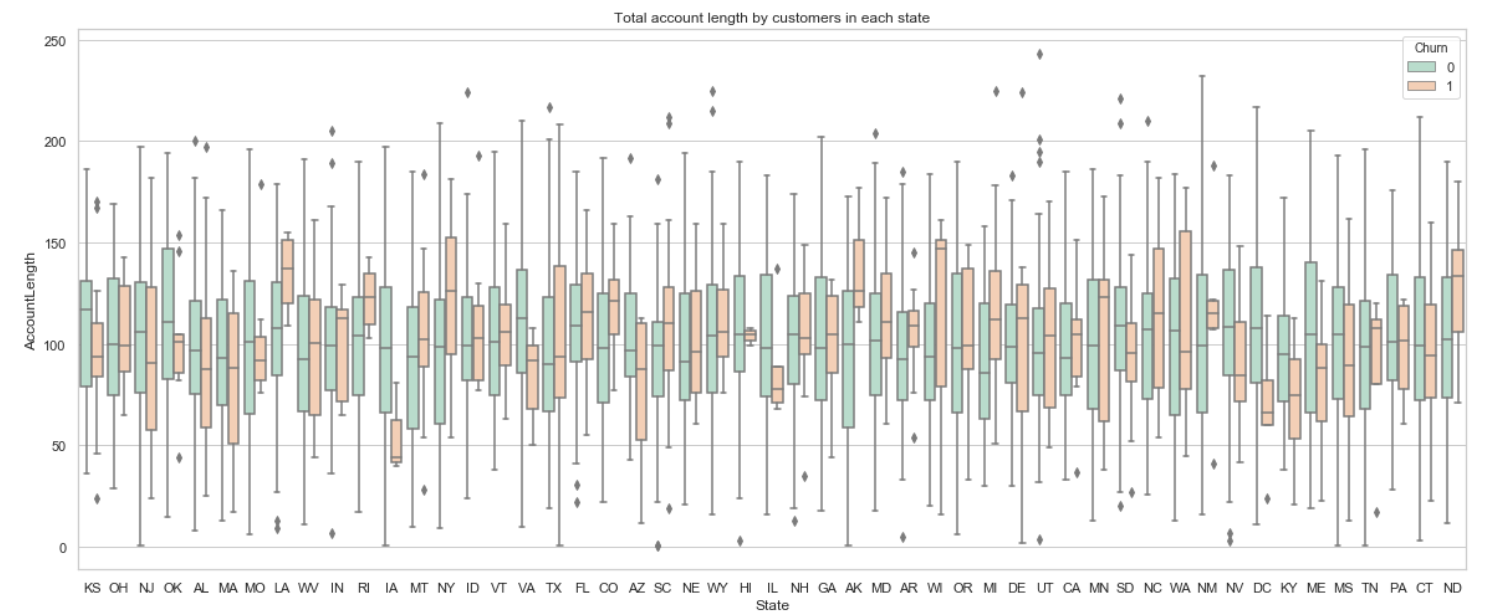 Total account length by customers in each state
Churn
0
1
AccountLength
250
200
150
100
50
0
KS OH NJ OK AL MA MO LA WV IN RI IA MT NY ID VT VA TX FL CO AZ SC NE WY HI IL NH GA AK MD AR WI OR MI DE UT CA MN SD NC WA NM NV DC KY ME MS TN PA CT ND
State